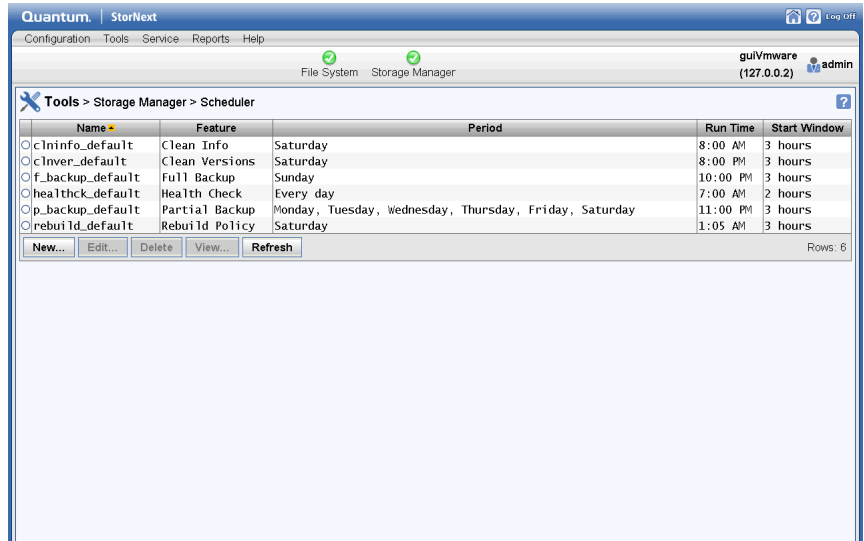 Quantum. | StorNext Log Off
Configuration Tools Service Reports Help
File System Storage Manager guiVmware (127.0.0.2) admin
Tools > Storage Manager > Scheduler
Name Feature Period Run Time Start Window
clninfo_default Clean Info Saturday 8:00 AM 3 hours
clnver_default Clean Versions Saturday 8:00 PM 3 hours
f_backup_default Full Backup Sunday 10:00 PM 3 hours
healthck_default Health Check Every day 7:00 AM 2 hours
p_backup_default Partial Backup Monday, Tuesday, Wednesday, Thursday, Friday, Saturday 11:00 PM 3 hours
rebuild_default Rebuild Policy Saturday 1:05 AM 3 hours
New... Edit... Delete View... Refresh Rows: 6